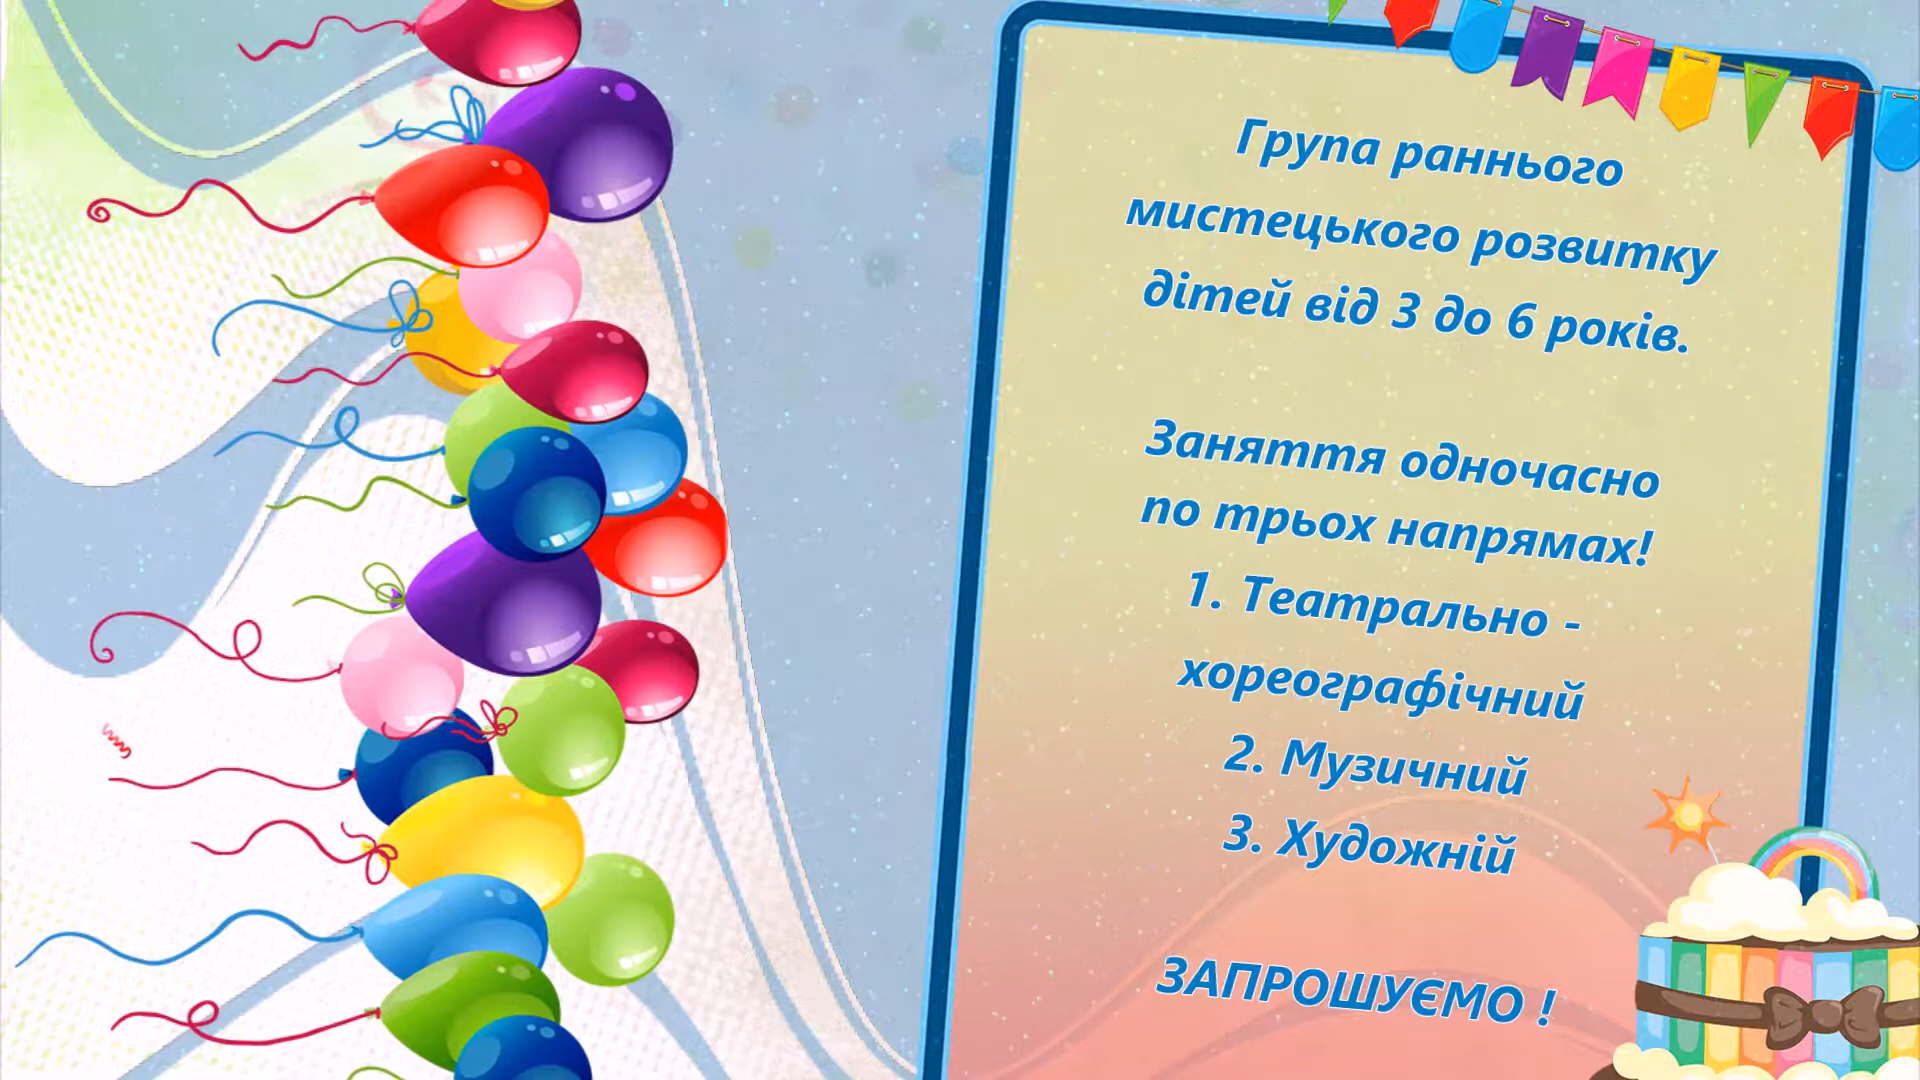 Група раннього
мистецького розвитку
дітей від 3 до 6 років.
Заняття одночасно
по трьох напрямах!
1. Театрально -
хореографічний
2. Музичний
3. Художній
ЗАПРОШУЄМО !